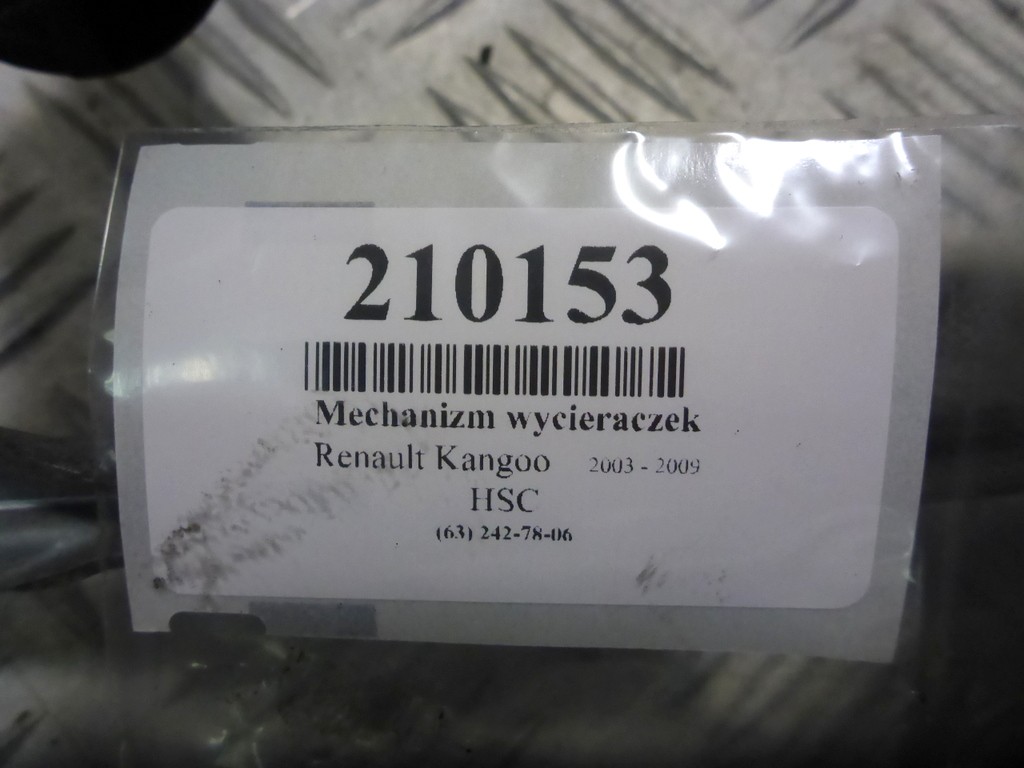 210153
Mechanizm wycieraczek
Renault Kangoo 2003 - 2009
HSC
(63) 242-78-06